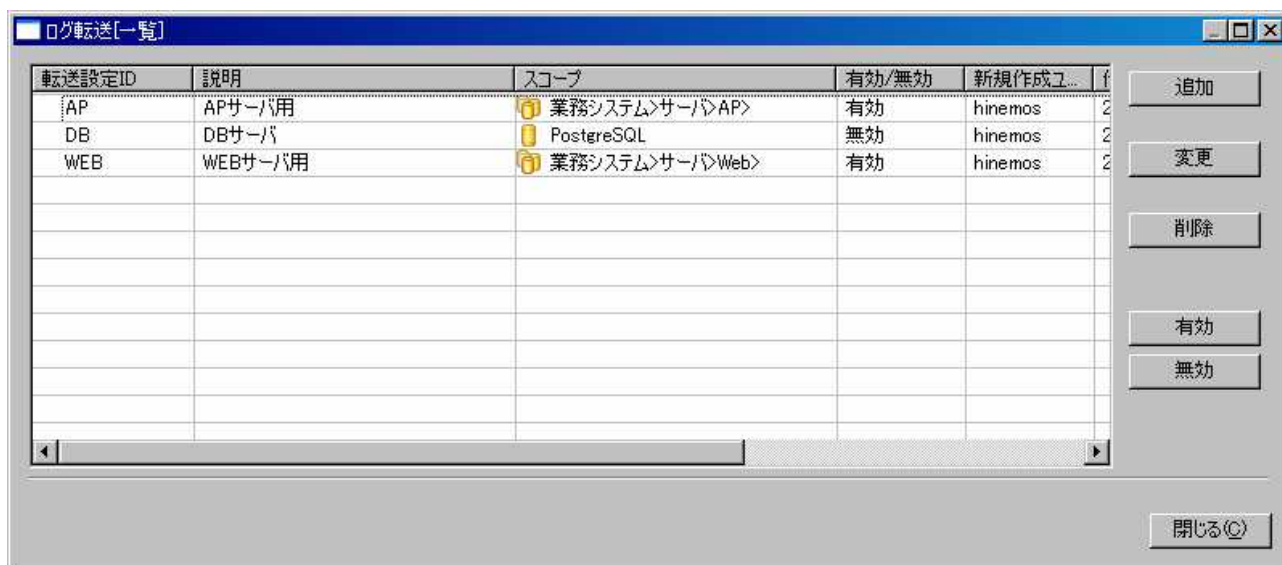 ログ転送[一覧]
転送設定ID 説明 スコープ 有効/無効 新規作成ユ...
AP APサーバ用 業務システム>サーバ>AP> 有効 hinemos 2
DB DBサーバ PostgreSQL 無効 hinemos 2
WEB WEBサーバ用 業務システム>サーバ>Web> 有効 hinemos 2
追加
変更
削除
有効
無効
閉じる(C)